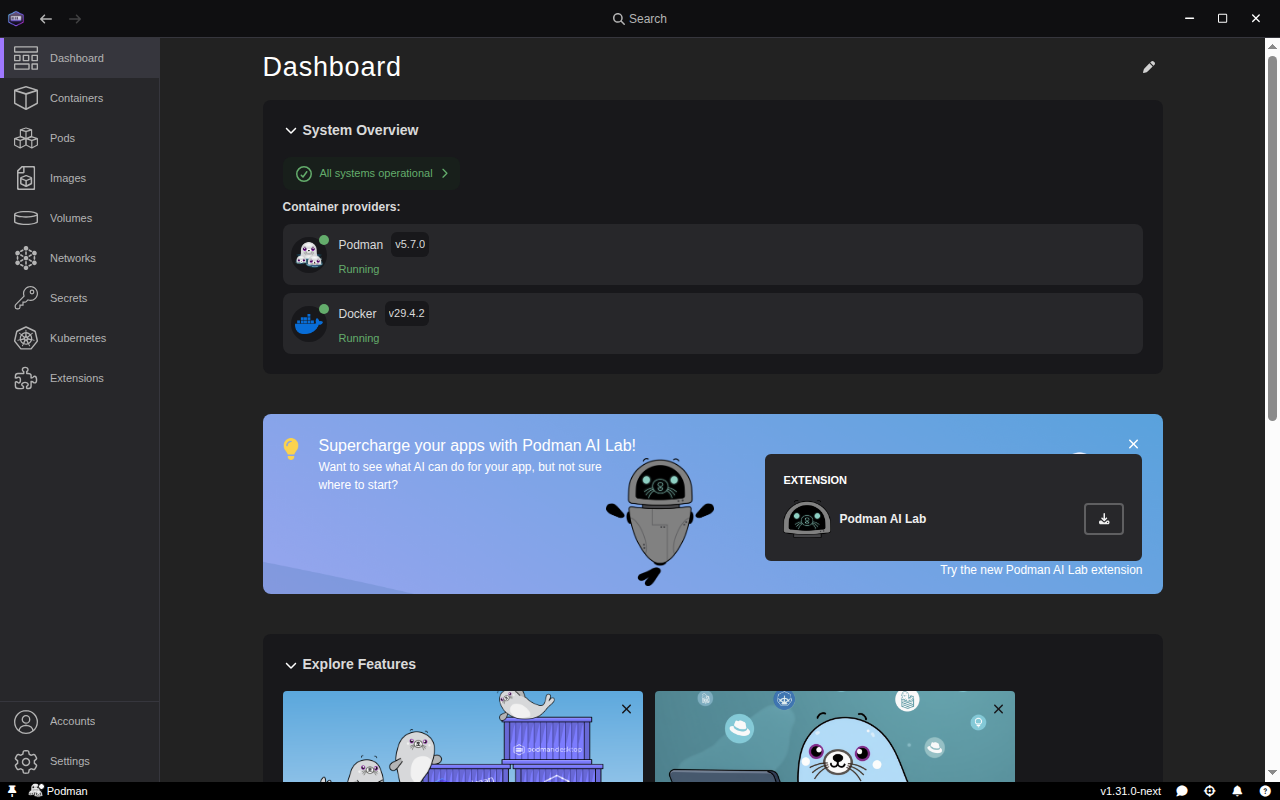 Search
Dashboard
Containers
Pods
Images
Volumes
Networks
Secrets
Kubernetes
Extensions
Accounts
Settings
Dashboard
System Overview
All systems operational
Container providers:
Podman v5.7.0
Running
Docker v29.4.2
Running
Supercharge your apps with Podman AI Lab!
Want to see what AI can do for your app, but not sure
where to start?
EXTENSION
Podman AI Lab
Try the new Podman AI Lab extension
Explore Features
podmandesktop
Podman
v1.31.0-next